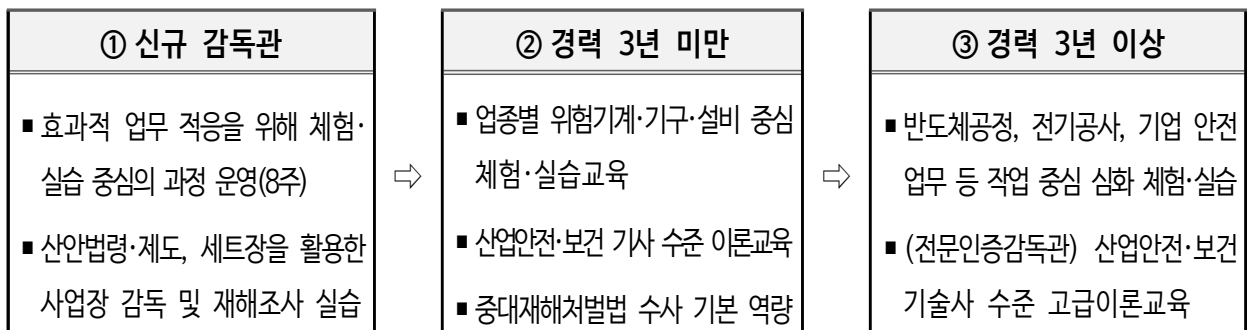 ① 신규 감독관
■ 효과적 업무 적응을 위해 체험·
실습 중심의 과정 운영(8주)
■ 산안법령·제도, 세트장을 활용한
사업장 감독 및 재해조사 실습
⇨
② 경력 3년 미만
■ 업종별 위험기계·기구·설비 중심
체험·실습교육
■ 산업안전·보건 기사 수준 이론교육
■ 중대재해처벌법 수사 기본 역량
⇨
③ 경력 3년 이상
■ 반도체공정, 전기공사, 기업 안전
업무 등 작업 중심 심화 체험·실습
■ (전문인증감독관) 산업안전·보건
기술사 수준 고급이론교육